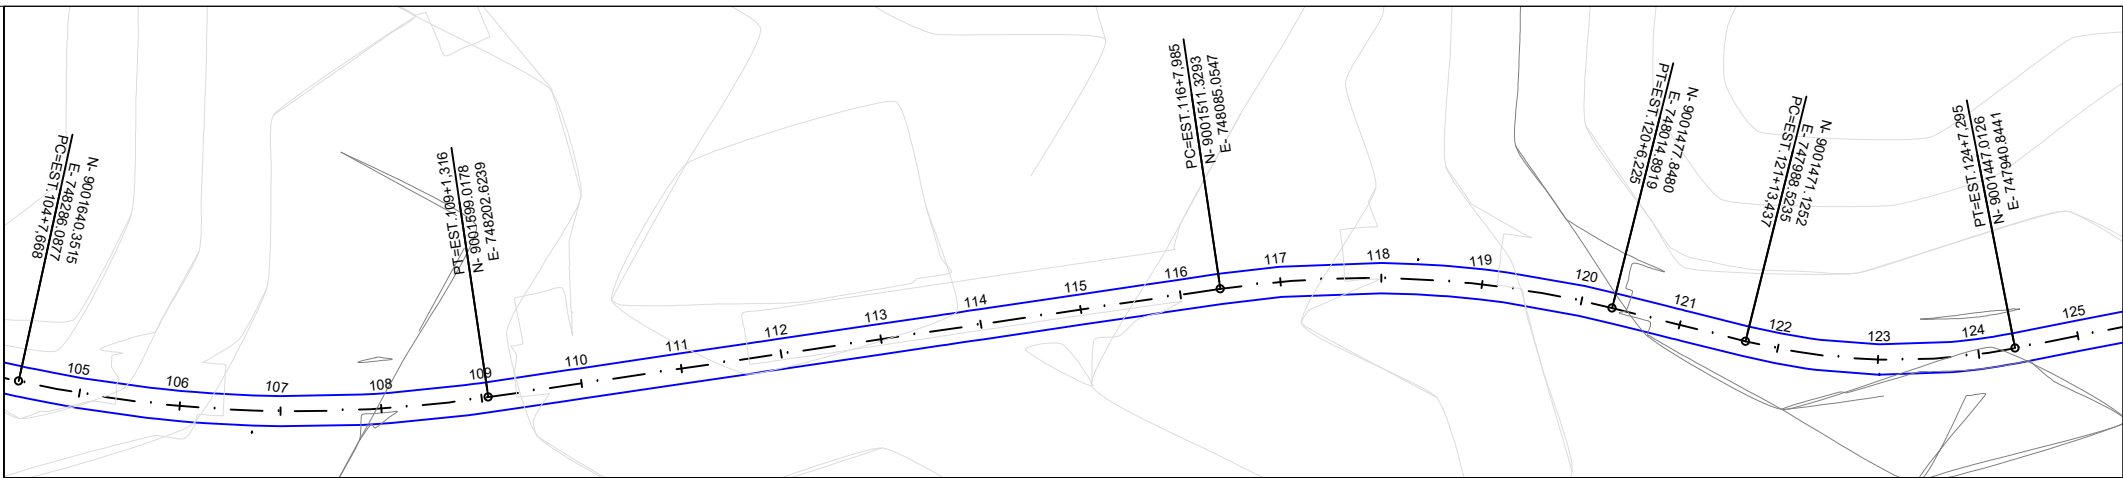 N- 9001640.3515
E- 748286.0877
PC=EST.104+7,668
PT=EST.109+1,316
N- 9001599.0178
E- 748202.6239
PC=EST.116+7,985
N- 9001511.3293
E- 748085.0547
N- 9001477.8480
E- 748014.8919
PT=EST.120+6,225
N- 9001471.1252
E- 747988.5235
PC=EST.121+13,437
PT=EST.124+7,295
N- 9001447.0126
E- 747940.8441
105
106
107
108
109
110
111
112
113
114
115
116
117
118
119
120
121
122
123
124
125